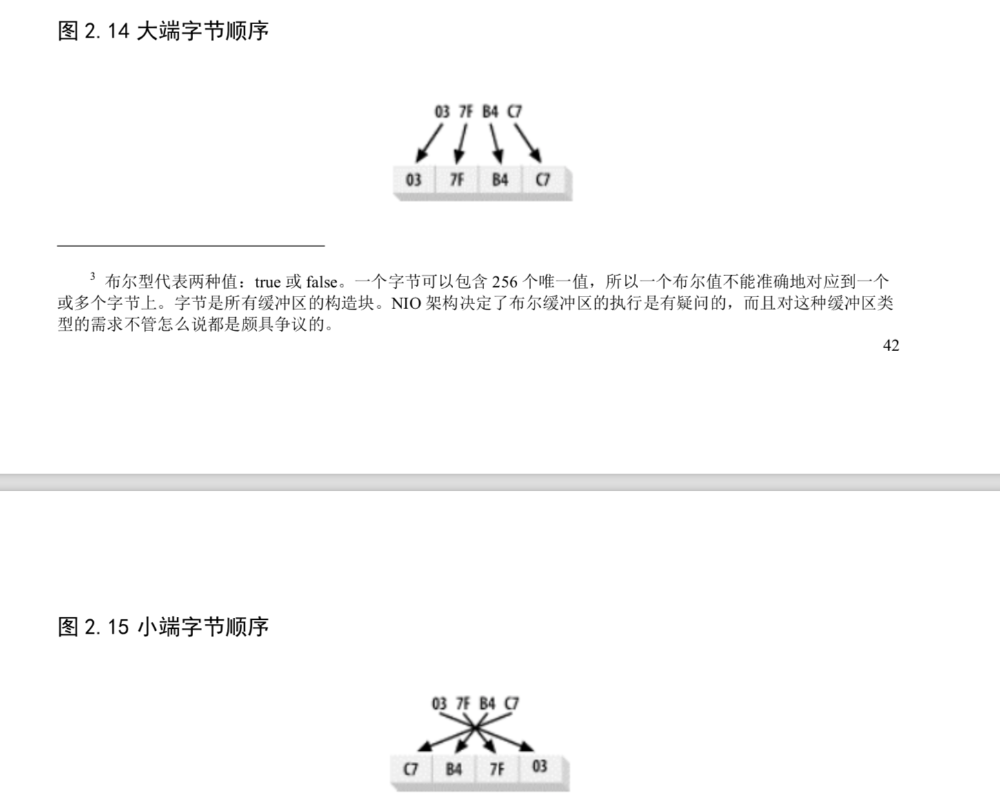 图 2.14 大端字节顺序
03 7F B4 C7
03 7F B4 C7
3 布尔型代表两种值：true 或 false。一个字节可以包含 256 个唯一值，所以一个布尔值不能准确地对应到一个
或多个字节上。字节是所有缓冲区的构造块。NIO 架构决定了布尔缓冲区的执行是有疑问的，而且对这种缓冲区类
型的需求不管怎么说都是颇具争议的。
42
图 2.15 小端字节顺序
03 7F B4 C7
C7 B4 7F 03